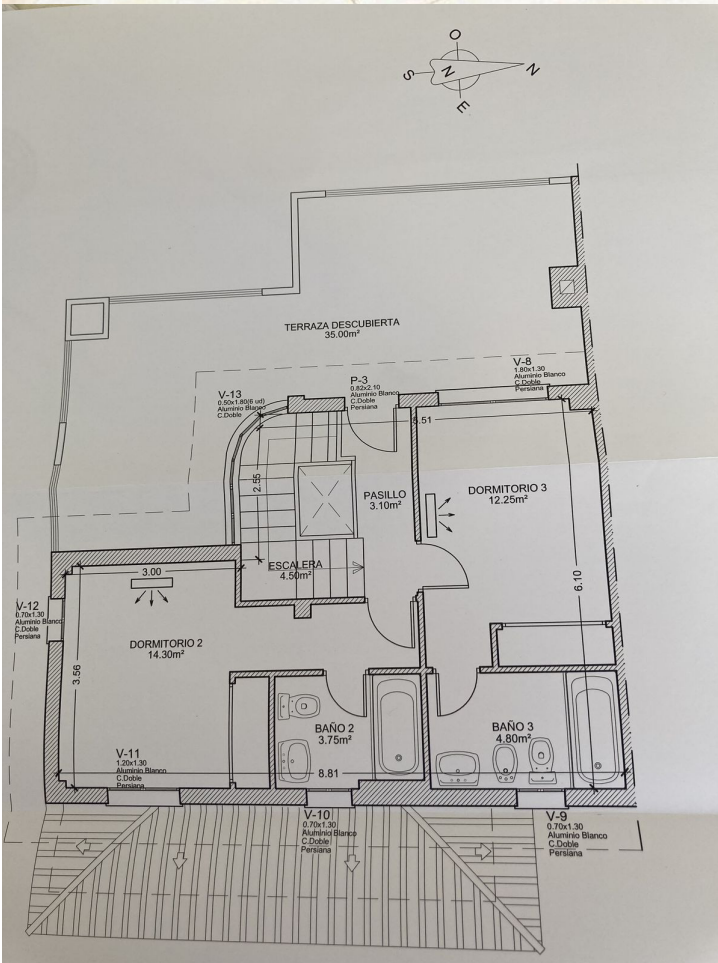 O
S
N
N
E
TERRAZA DESCUBIERTA
35.00m²
V-8
1.80x1.30
Aluminio Blanco
C.Doble
Persiana
P-3
0.82x2.10
Aluminio Blanco
C.Doble
Persiana
V-13
0.50x1.80(6 ud)
Aluminio Blanco
C.Doble
5.51
2.55
PASILLO
3.10m²
DORMITORIO 3
12.25m²
ESCALERA
4.50m²
3.00
6.10
V-12
0.70x1.30
Aluminio Blanco
C.Doble
Persiana
DORMITORIO 2
14.30m²
3.56
BAÑO 2
3.75m²
BAÑO 3
4.80m²
V-11
1.20x1.30
Aluminio Blanco
C.Doble
Persiana
8.81
V-10
0.70x1.30
Aluminio Blanco
C.Doble
Persiana
V-9
0.70x1.30
Aluminio Blanco
C.Doble
Persiana